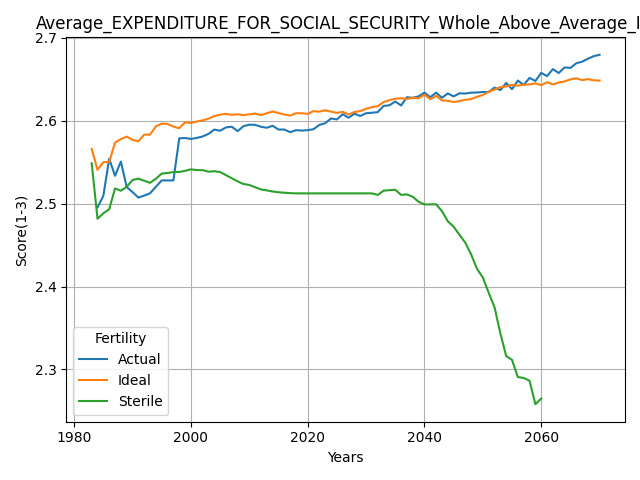 Average_EXPENDITURE_FOR_SOCIAL_SECURITY_Whole_Above_Average_
2.7
2.6
2.5
2.4
2.3
Score(1-3)
Fertility
Actual
Ideal
Sterile
1980
2000
2020
2040
2060
Years